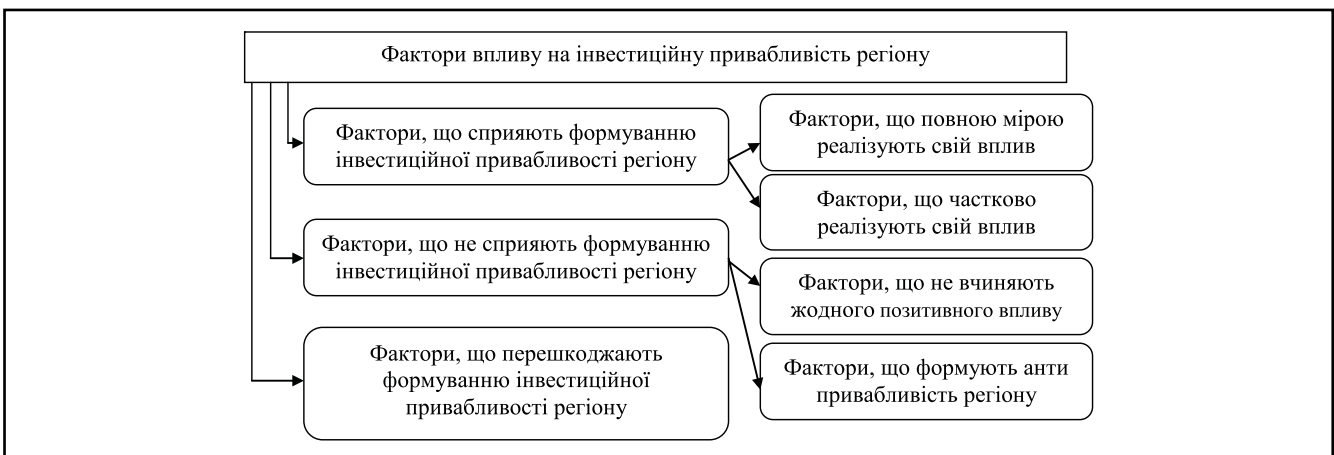 Фактори впливу на інвестиційну привабливість регіону
Фактори, що сприяють формуванню
інвестиційної привабливості регіону
Фактори, що повною мірою
реалізують свій вплив
Фактори, що частково
реалізують свій вплив
Фактори, що не сприяють формуванню
інвестиційної привабливості регіону
Фактори, що не вчиняють
жодного позитивного впливу
Фактори, що перешкоджають
формуванню інвестиційної
привабливості регіону
Фактори, що формують анти
привабливість регіону